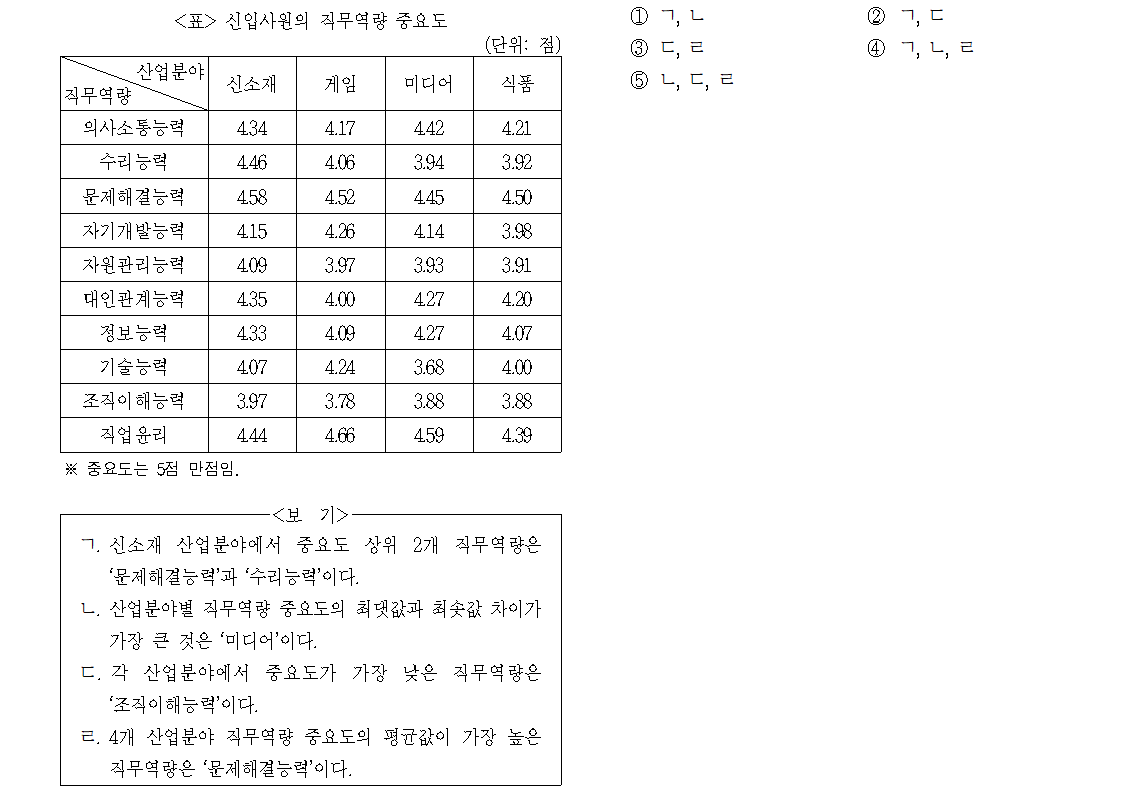 <표> 신입사원의 직무역량 중요도
(단위: 점)
산업분야
직무역량
신소재 게임 미디어 식품
의사소통능력 4.34 4.17 4.42 4.21
수리능력 4.46 4.06 3.94 3.92
문제해결능력 4.58 4.52 4.45 4.50
자기개발능력 4.15 4.26 4.14 3.98
자원관리능력 4.09 3.97 3.93 3.91
대인관계능력 4.35 4.00 4.27 4.20
정보능력 4.33 4.09 4.27 4.07
기술능력 4.07 4.24 3.68 4.00
조직이해능력 3.97 3.78 3.88 3.88
직업윤리 4.44 4.66 4.59 4.39
※ 중요도는 5점 만점임.
<보 기>
ㄱ. 신소재 산업분야에서 중요도 상위 2개 직무역량은
'문제해결능력'과 '수리능력'이다.
ㄴ. 산업분야별 직무역량 중요도의 최댓값과 최솟값 차이가
가장 큰 것은 '미디어'이다.
ㄷ. 각 산업분야에서 중요도가 가장 낮은 직무역량은
'조직이해능력'이다.
ㄹ. 4개 산업분야 직무역량 중요도의 평균값이 가장 높은
직무역량은 '문제해결능력'이다.
① ㄱ, ㄴ ② ㄱ, ㄷ
③ ㄷ, ㄹ ④ ㄱ, ㄴ, ㄹ
⑤ ㄴ, ㄷ, ㄹ